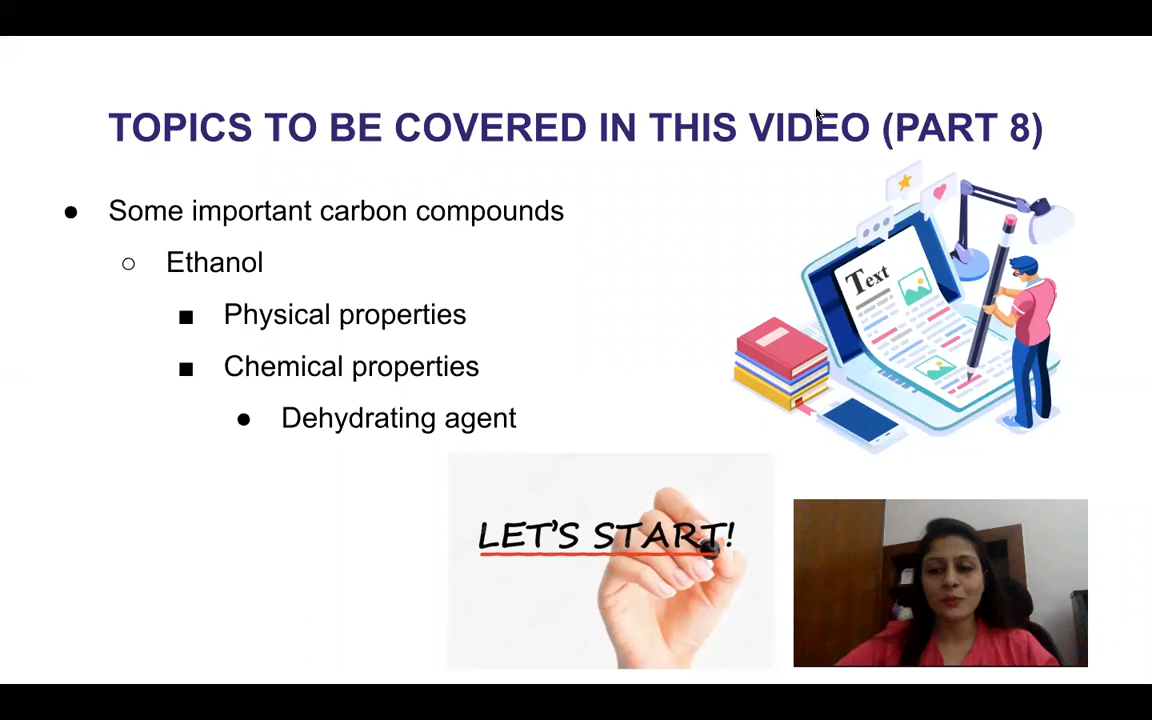 TOPICS TO BE COVERED IN THIS VIDEO (PART 8)
● Some important carbon compounds
○ Ethanol
■ Physical properties
■ Chemical properties
● Dehydrating agent
Text
LET'S START!